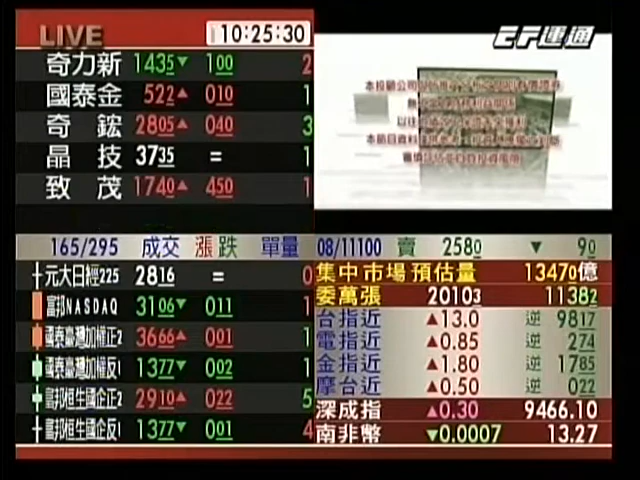 LIVE 10:25:30
奇力新 1435▼ 100 2
國泰金 522▲ 010 1
奇鋐 2805▲ 040 3
晶技 3735 = 1
致茂 1740▲ 450 1
EF運通
165/295 成交 漲跌 單量
元大日經225 2816 = 0
富邦NASDAQ 3106▼ 011 1
國泰臺灣加權正2 3666▲ 001 1
國泰臺灣加權反1 1377▼ 002 1
富邦恒生國企正2 2910▲ 022 5
富邦恒生國企反1 1377▼ 001 4
08/11100 賣 2580 ▼ 90
集中市場預估量 13470億
委萬張 20103 11382
台指近 ▲13.0 逆 9817
電指近 ▲0.85 逆 274
金指近 ▲1.80 逆 1785
摩台近 ▲0.50 逆 022
深成指 ▲0.30 9466.10
南非幣 ▼0.0007 13.27